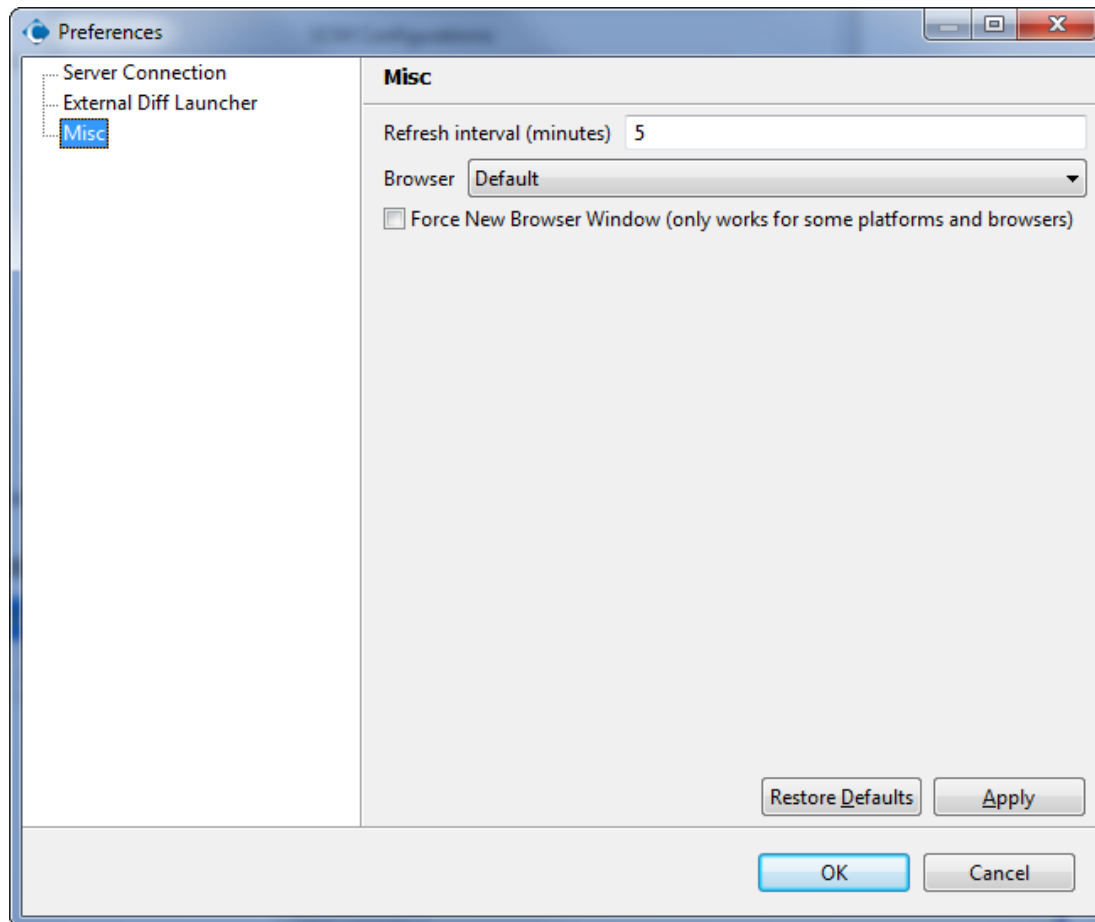 Preferences
Server Connection
External Diff Launcher
Misc
Misc
Refresh interval (minutes) 5
Browser Default
Force New Browser Window (only works for some platforms and browsers)
Restore Defaults Apply
OK Cancel